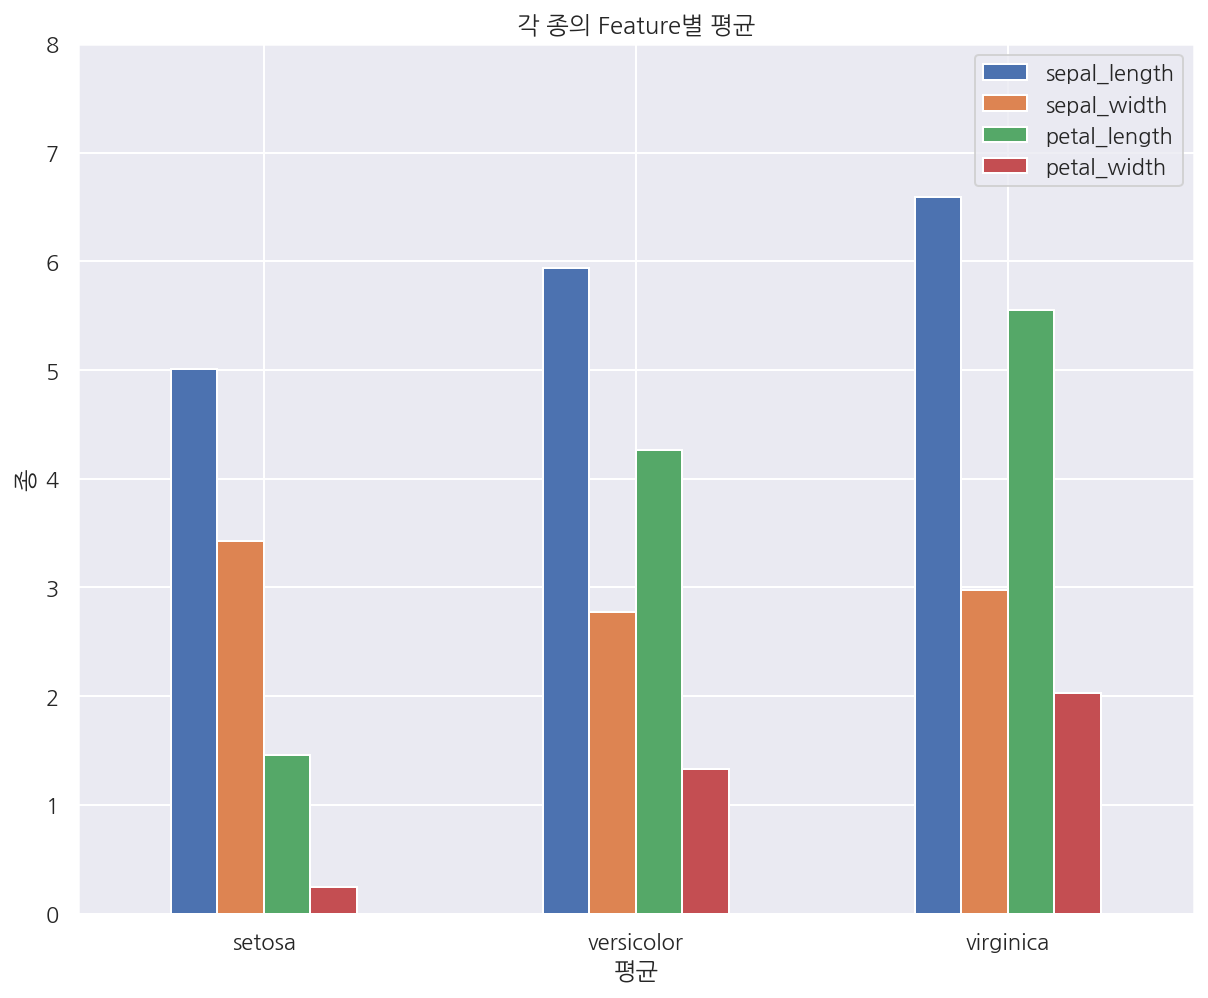 각 종의 Feature별 평균
sepal_length
sepal_width
petal_length
petal_width
8
7
6
5
4
3
2
1
0
종
setosa
versicolor
virginica
평균